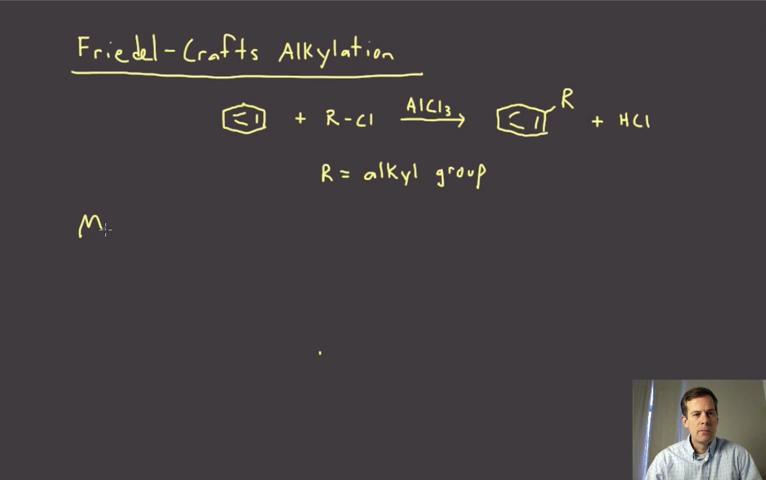 Friedel-Crafts Alkylation
+ R-Cl AlCl3 → R + HCl
R = alkyl group
M